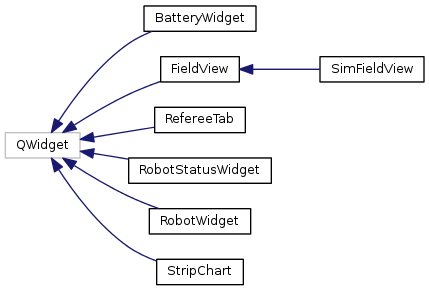 BatteryWidget
FieldView
SimFieldView
RefereeTab
QWidget
RobotStatusWidget
RobotWidget
StripChart